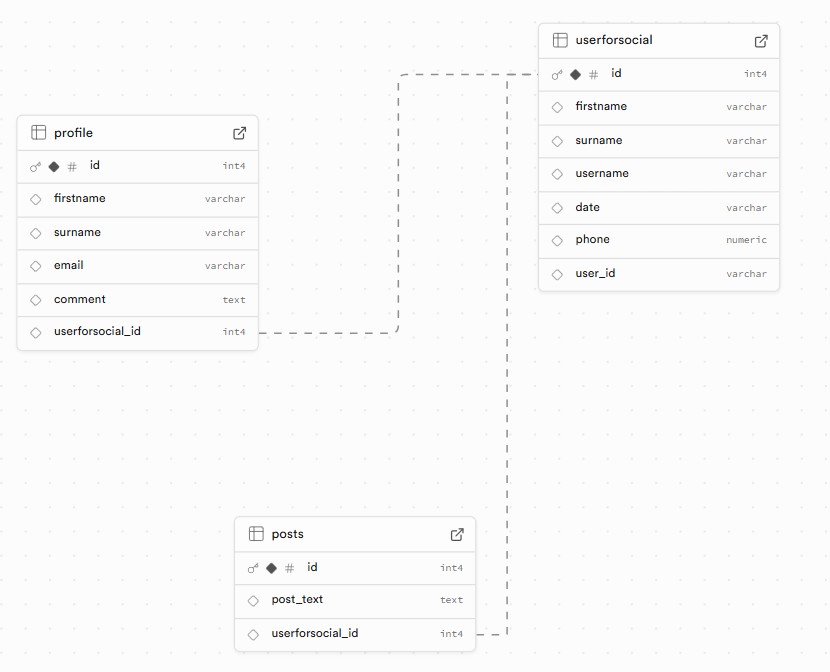 userforsocial
id int4
firstname varchar
surname varchar
username varchar
date varchar
phone numeric
user_id varchar
profile
id int4
firstname varchar
surname varchar
email varchar
comment text
userforsocial_id int4
posts
id int4
post_text text
userforsocial_id int4